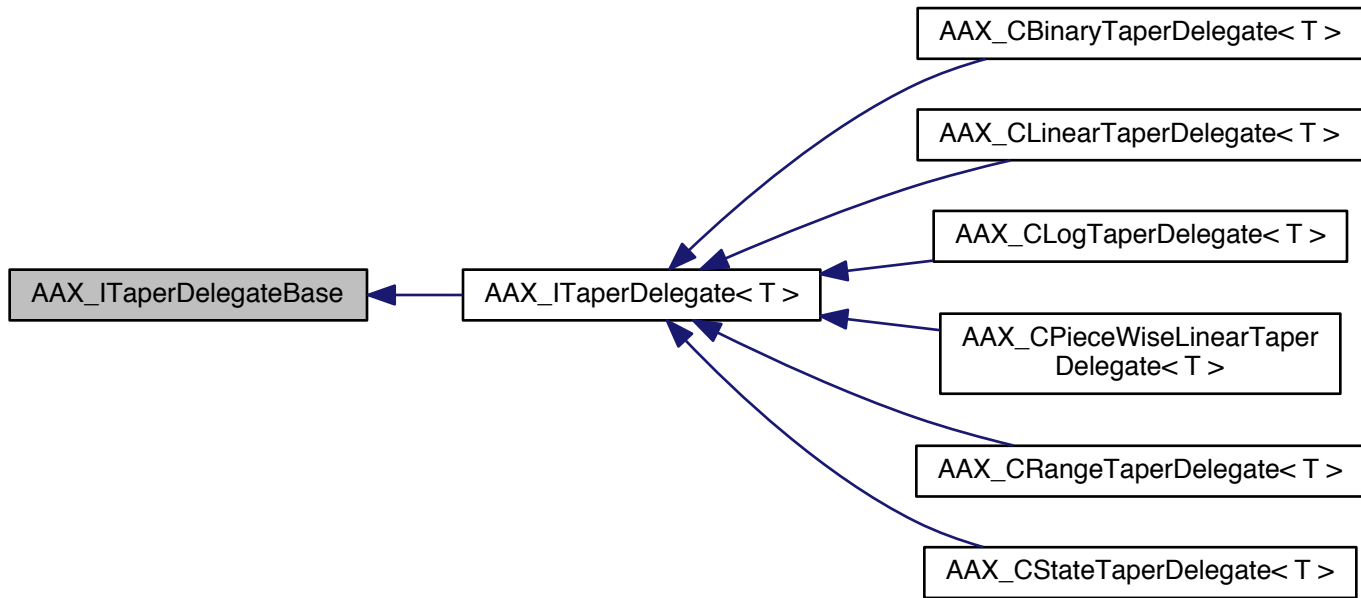 AAX_ITaperDelegateBase
AAX_ITaperDelegate< T >
AAX_CBinaryTaperDelegate< T >
AAX_CLinearTaperDelegate< T >
AAX_CLogTaperDelegate< T >
AAX_CPieceWiseLinearTaper
Delegate< T >
AAX_CRangeTaperDelegate< T >
AAX_CStateTaperDelegate< T >